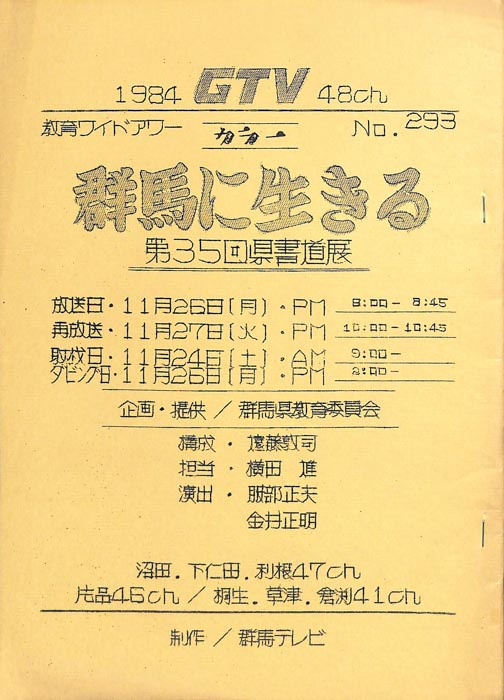 1984 GTV 48ch
教育ワイドアワー No.293
群馬に生きる
第35回県書道展
放送日・11月26日(月)・PM 8:00- 8:45
再放送・11月27日(火)・PM 10:00-10:45
取材日・11月24日(土)・AM 9:00-
ダビング日・11月26日(月)・PM 2:00-
企画・提供／群馬県教育委員会
構成・遠藤敦司
担当・横田 進
演出・服部正夫
金井正明
沼田.下仁田.利根47ch
片品46ch／桐生.草津.倉渕41ch
制作／群馬テレビ